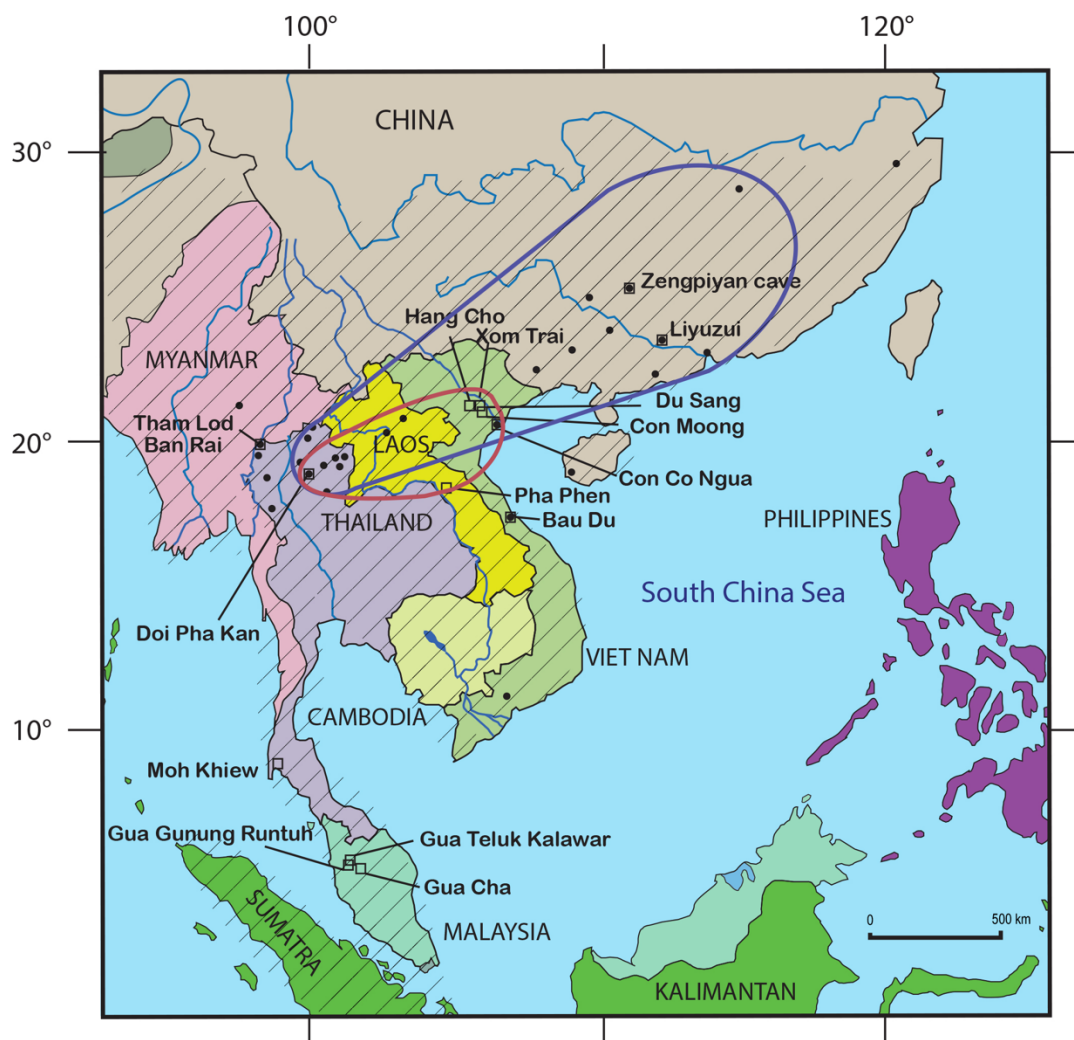 100°
120°
30°
20°
10°
CHINA
Zengpiyan cave
Hang Cho
Xom Trai
Liyuzui
MYANMAR
Du Sang
Tham Lod
Ban Rai
Con Moong
LAOS
Con Co Ngua
Pha Phen
THAILAND
Bau Du
PHILIPPINES
South China Sea
Doi Pha Kan
VIET NAM
CAMBODIA
Moh Khiew
Gua Gunung Runtuh
Gua Teluk Kalawar
Gua Cha
SUMATRA
MALAYSIA
0 500 km
KALIMANTAN